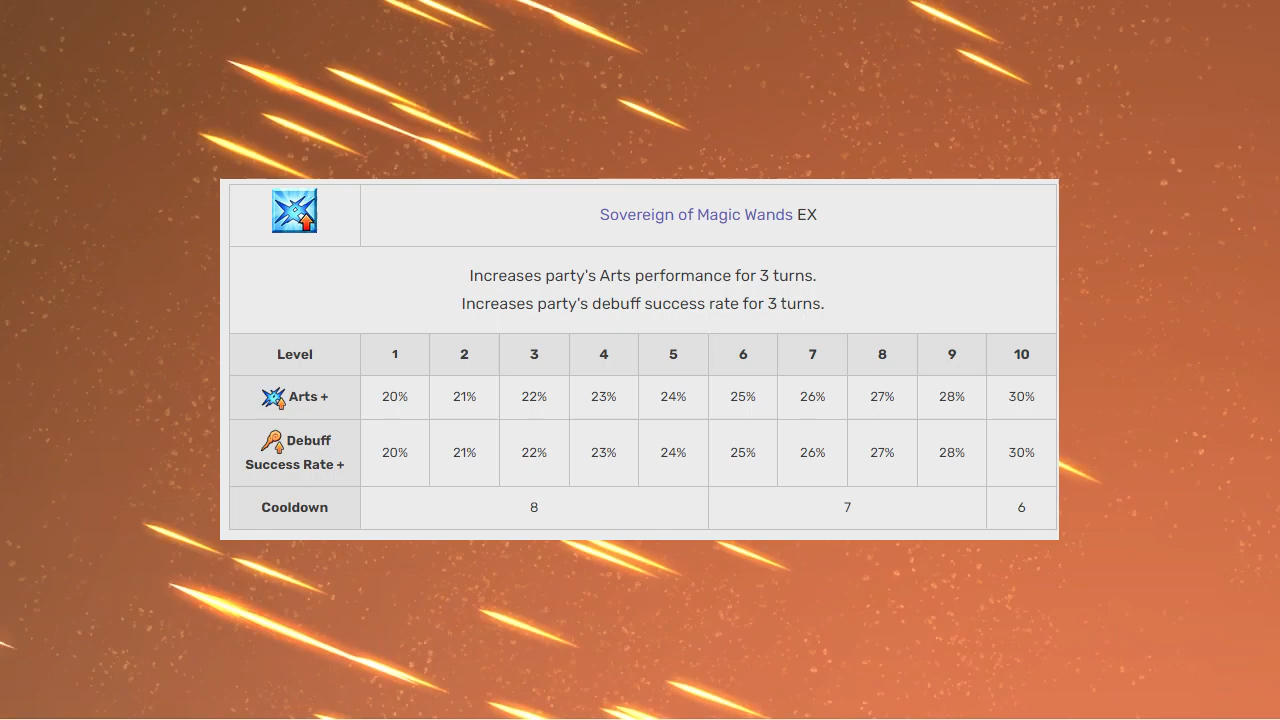 Sovereign of Magic Wands EX
Increases party's Arts performance for 3 turns.
Increases party's debuff success rate for 3 turns.
Level 1 2 3 4 5 6 7 8 9 10
Arts + 20% 21% 22% 23% 24% 25% 26% 27% 28% 30%
Debuff
Success Rate + 20% 21% 22% 23% 24% 25% 26% 27% 28% 30%
Cooldown 8 7 6